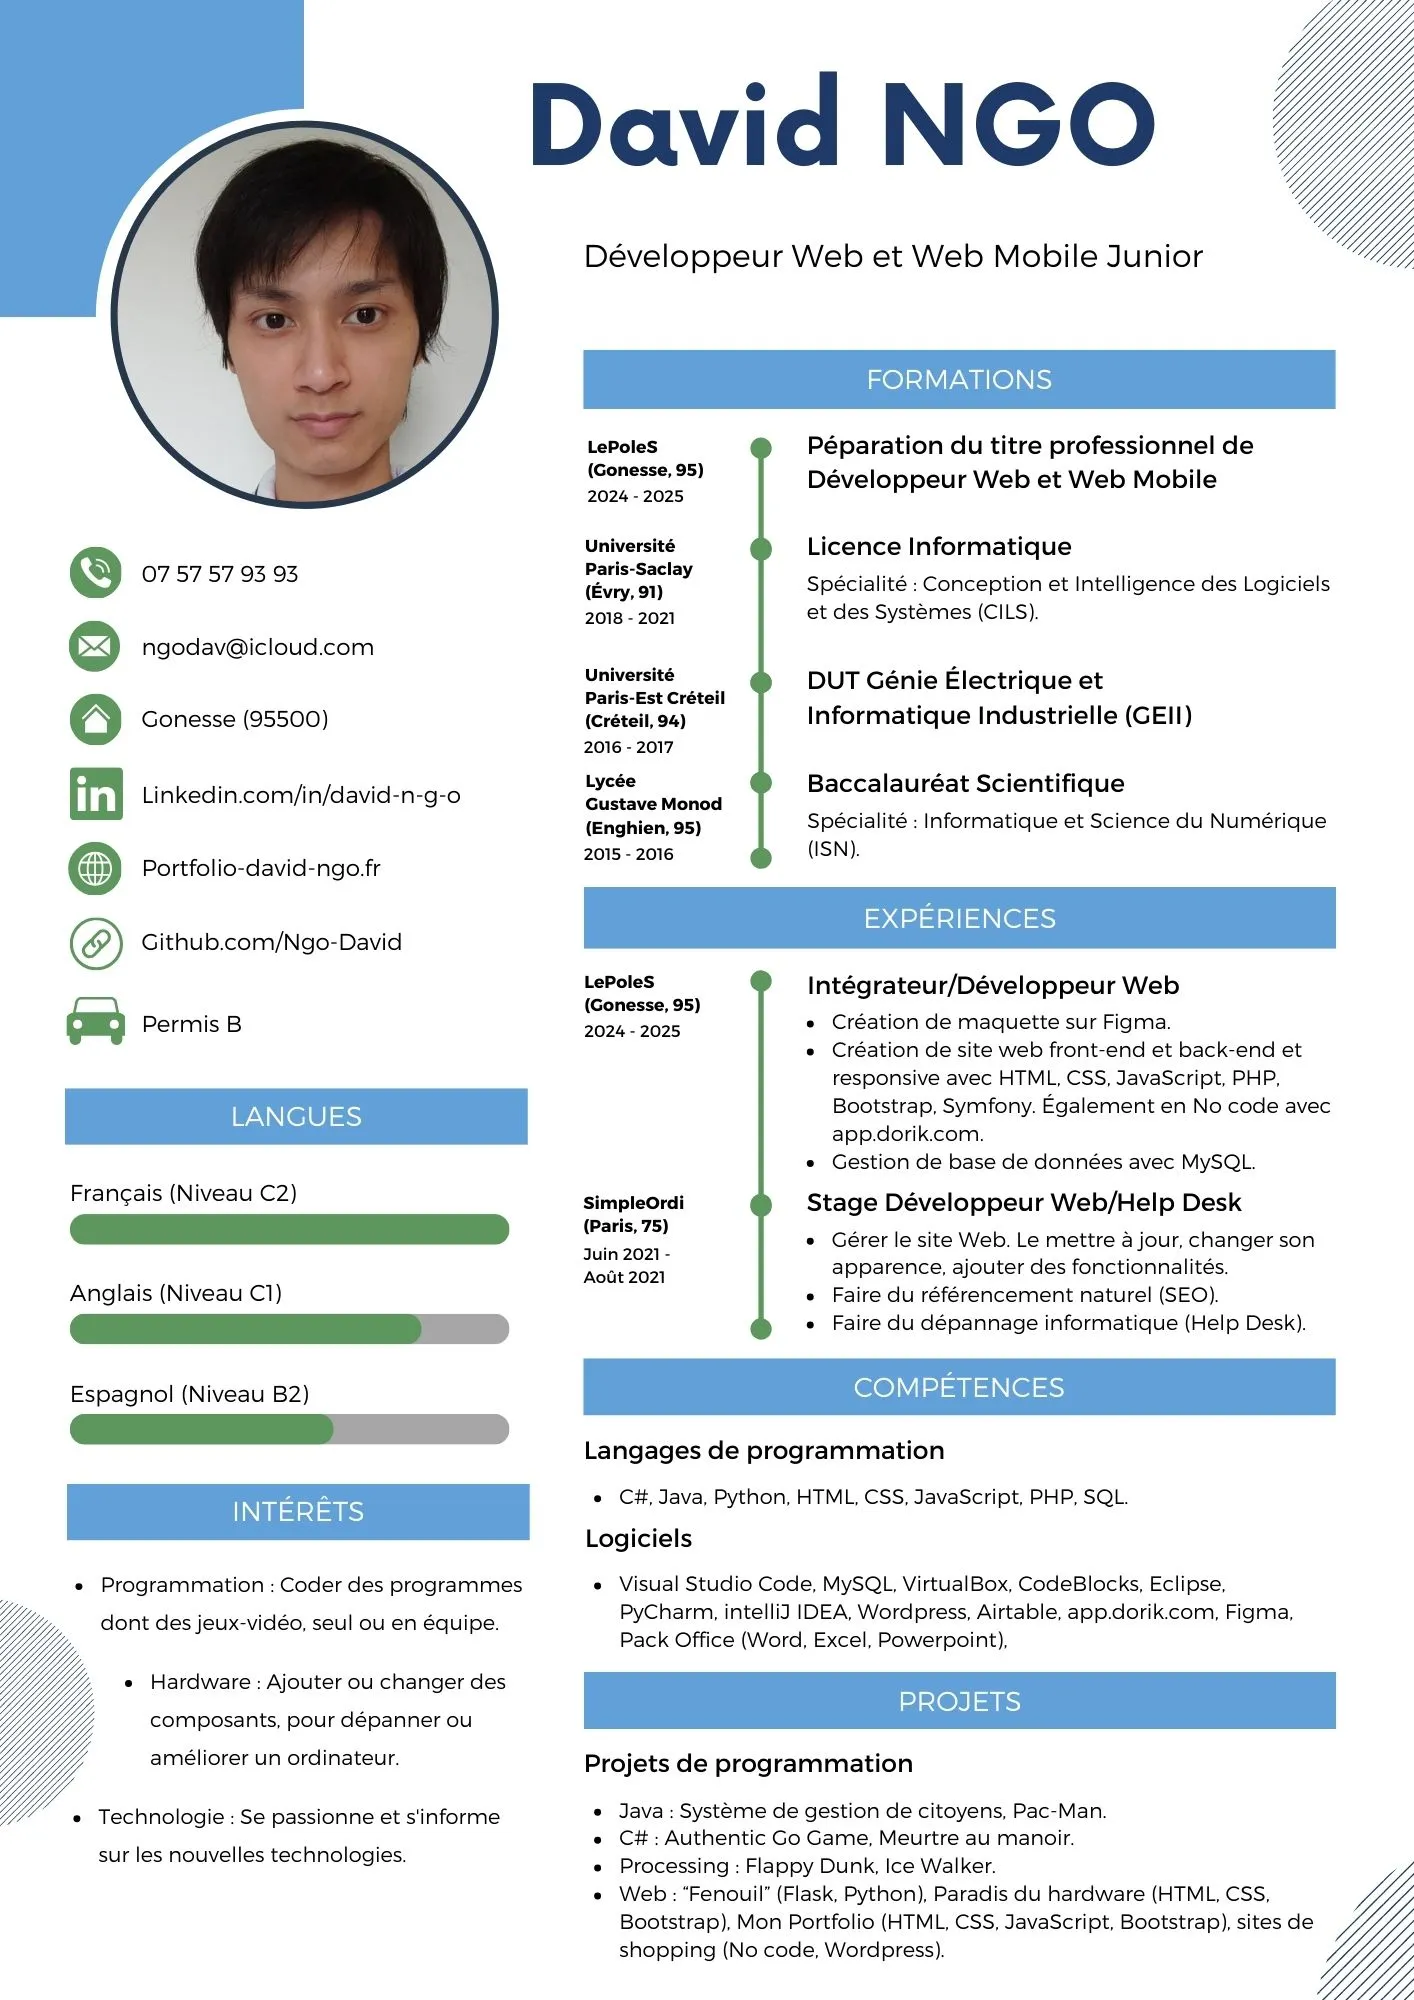 David NGO
Développeur Web et Web Mobile Junior
07 57 57 93 93
ngodav@icloud.com
Gonesse (95500)
in
Linkedin.com/in/david-n-g-o
Portfolio-david-ngo.fr
Github.com/Ngo-David
Permis B
LANGUES
Français (Niveau C2)
Anglais (Niveau C1)
Espagnol (Niveau B2)
INTÉRÊTS
• Programmation : Coder des programmes
dont des jeux-vidéo, seul ou en équipe.
• Hardware : Ajouter ou changer des
composants, pour dépanner ou
améliorer un ordinateur.
• Technologie : Se passionne et s'informe
sur les nouvelles technologies.
FORMATIONS
LePoleS
(Gonesse, 95)
2024 - 2025
Péparation du titre professionnel de
Développeur Web et Web Mobile
Université
Paris-Saclay
(Évry, 91)
2018 - 2021
Licence Informatique
Spécialité : Conception et Intelligence des Logiciels
et des Systèmes (CILS).
Université
Paris-Est Créteil
(Créteil, 94)
2016 - 2017
DUT Génie Électrique et
Informatique Industrielle (GEII)
Lycée
Gustave Monod
(Enghien, 95)
2015 - 2016
Baccalauréat Scientifique
Spécialité : Informatique et Science du Numérique
(ISN).
EXPÉRIENCES
LePoleS
(Gonesse, 95)
2024 - 2025
Intégrateur/Développeur Web
• Création de maquette sur Figma.
• Création de site web front-end et back-end et
responsive avec HTML, CSS, JavaScript, PHP,
Bootstrap, Symfony. Également en No code avec
app.dorik.com.
• Gestion de base de données avec MySQL.
SimpleOrdi
(Paris, 75)
Juin 2021 -
Août 2021
Stage Développeur Web/Help Desk
• Gérer le site Web. Le mettre à jour, changer son
apparence, ajouter des fonctionnalités.
• Faire du référencement naturel (SEO).
• Faire du dépannage informatique (Help Desk).
COMPÉTENCES
Langages de programmation
• C#, Java, Python, HTML, CSS, JavaScript, PHP, SQL.
Logiciels
• Visual Studio Code, MySQL, VirtualBox, CodeBlocks, Eclipse,
PyCharm, intelliJ IDEA, Wordpress, Airtable, app.dorik.com, Figma,
Pack Office (Word, Excel, Powerpoint),
PROJETS
Projets de programmation
• Java : Système de gestion de citoyens, Pac-Man.
• C# : Authentic Go Game, Meurtre au manoir.
• Processing : Flappy Dunk, Ice Walker.
• Web : “Fenouil” (Flask, Python), Paradis du hardware (HTML, CSS,
Bootstrap), Mon Portfolio (HTML, CSS, JavaScript, Bootstrap), sites de
shopping (No code, Wordpress).